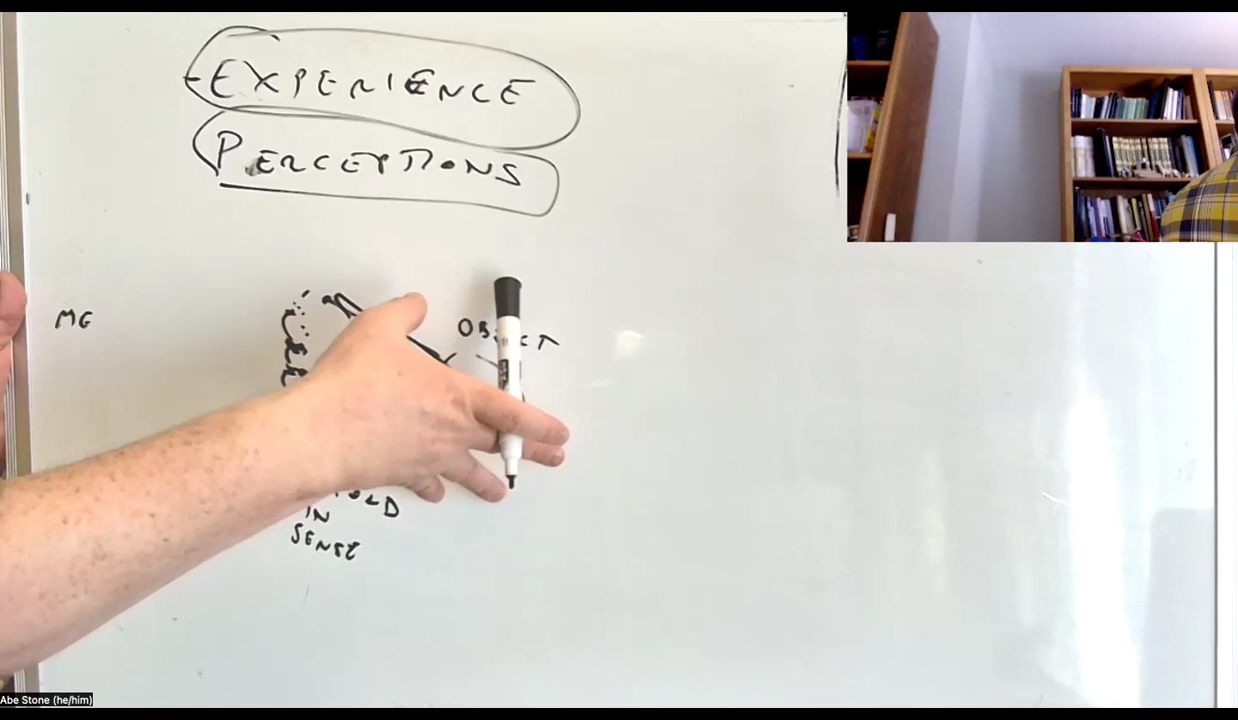 EXPERIENCE
PERCEPTIONS
ME
IN
SENSE
Abe Stone (he/him)